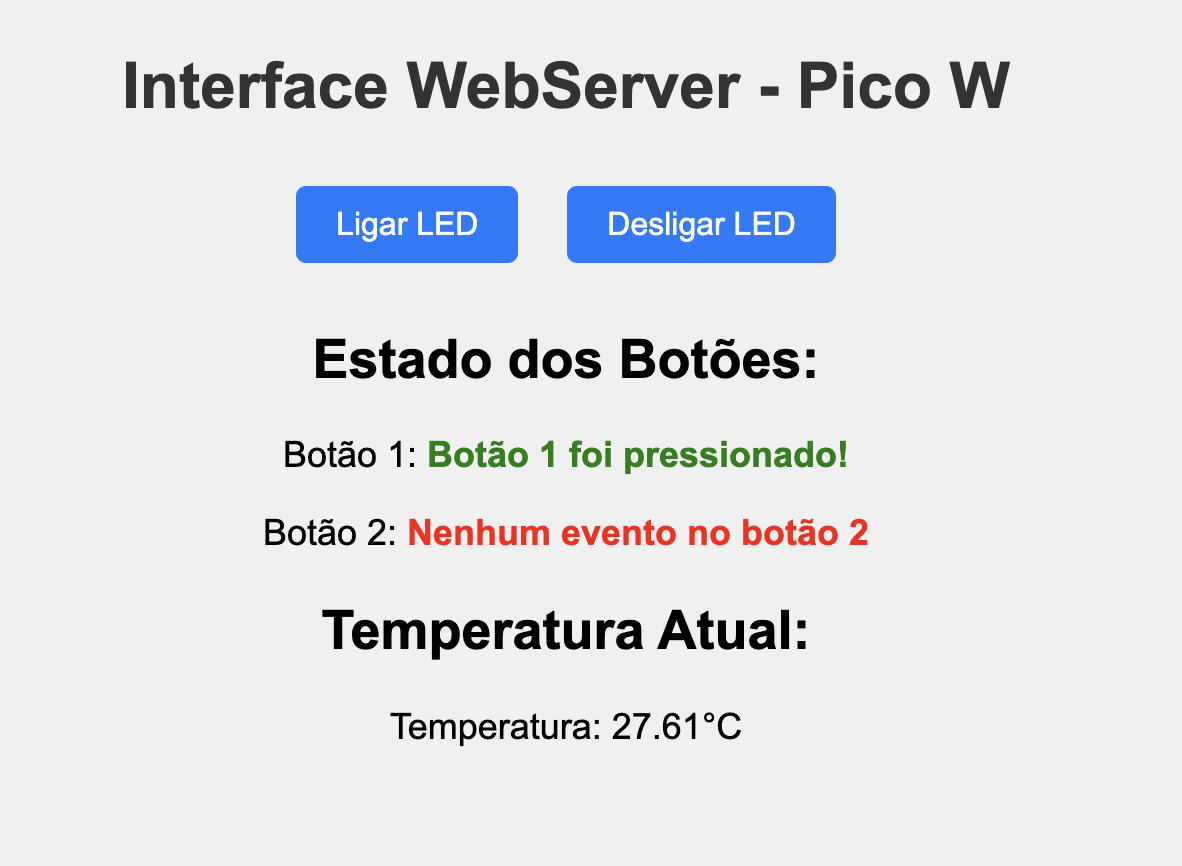 Interface WebServer - Pico W
Ligar LED Desligar LED
Estado dos Botões:
Botão 1: Botão 1 foi pressionado!
Botão 2: Nenhum evento no botão 2
Temperatura Atual:
Temperatura: 27.61°C